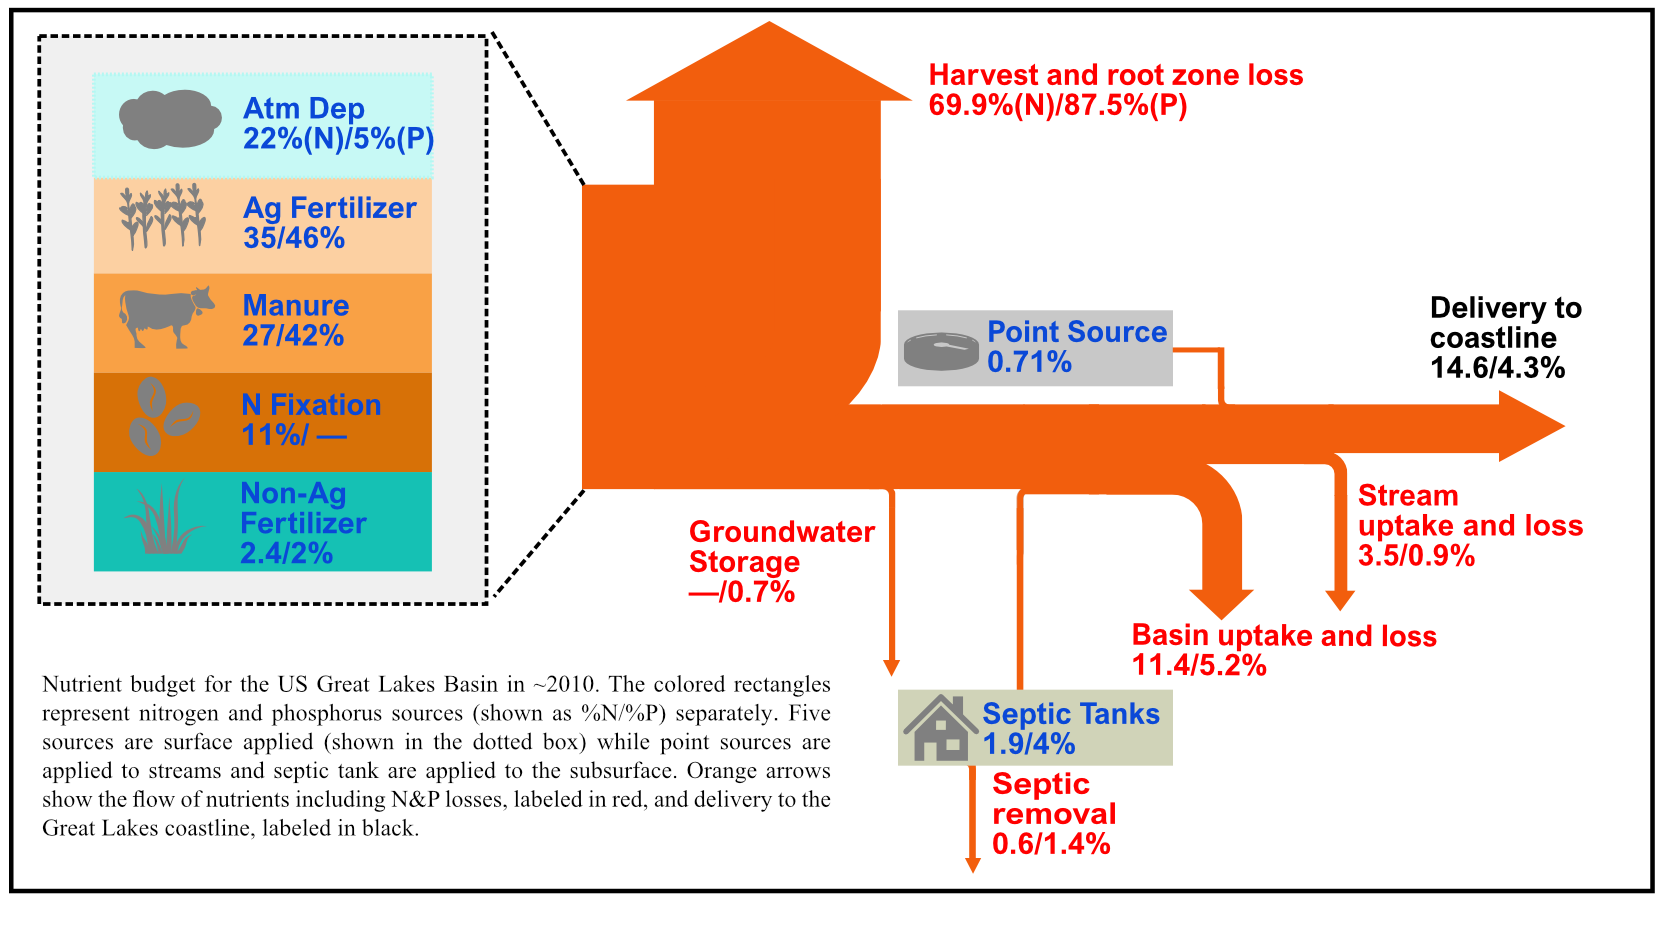 Atm Dep
22%(N)/5%(P)
Ag Fertilizer
35/46%
Manure
27/42%
N Fixation
11%/ —
Non-Ag
Fertilizer
2.4/2%
Harvest and root zone loss
69.9%(N)/87.5%(P)
Point Source
0.71%
Delivery to
coastline
14.6/4.3%
Groundwater
Storage
—/0.7%
Stream
uptake and loss
3.5/0.9%
Basin uptake and loss
11.4/5.2%
Septic Tanks
1.9/4%
Septic
removal
0.6/1.4%
Nutrient budget for the US Great Lakes Basin in ~2010. The colored rectangles
represent nitrogen and phosphorus sources (shown as %N/%P) separately. Five
sources are surface applied (shown in the dotted box) while point sources are
applied to streams and septic tank are applied to the subsurface. Orange arrows
show the flow of nutrients including N&P losses, labeled in red, and delivery to the
Great Lakes coastline, labeled in black.